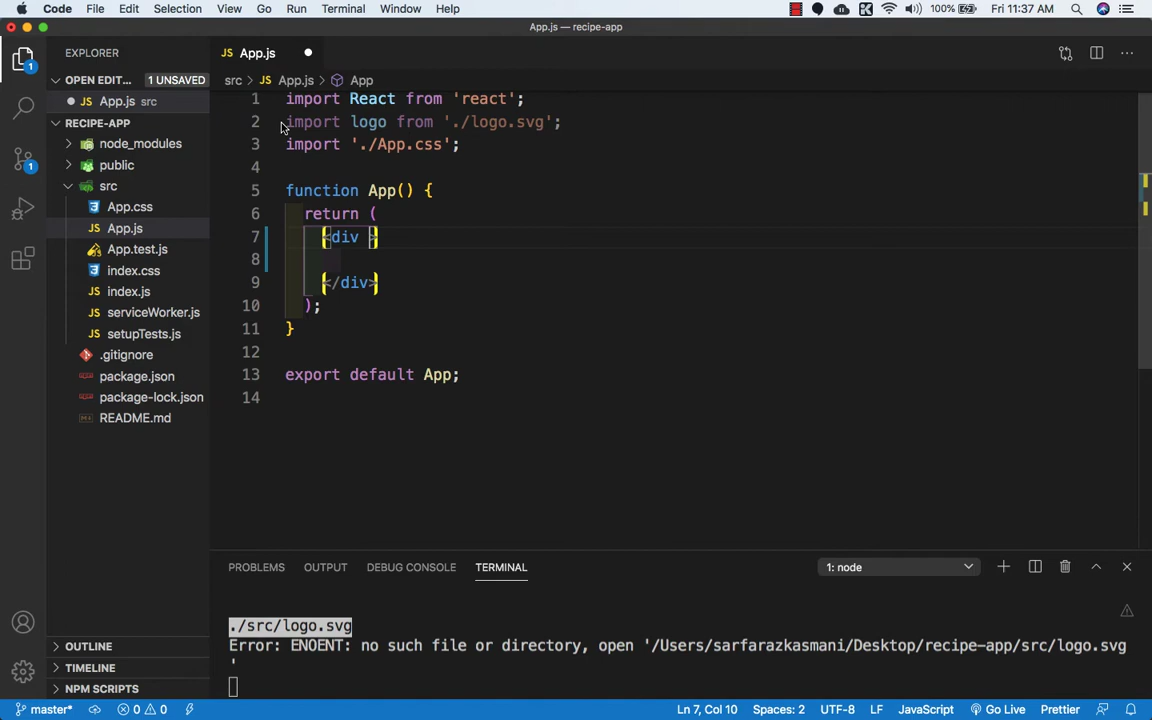 Code File Edit Selection View Go Run Terminal Window Help 100% Fri 11:37 AM
App.js — recipe-app
EXPLORER
JS App.js
OPEN EDIT... 1 UNSAVED
src > JS App.js > App
JS App.js src
1 import React from 'react';
2 import logo from './logo.svg';
3 import './App.css';
4
5 function App() {
6 return (
7 <div >
8
9 </div>
10 );
11 }
12
13 export default App;
14
RECIPE-APP
node_modules
public
src
App.css
JS App.js
App.test.js
index.css
JS index.js
JS serviceWorker.js
JS setupTests.js
.gitignore
package.json
package-lock.json
README.md
OUTLINE
TIMELINE
NPM SCRIPTS
PROBLEMS OUTPUT DEBUG CONSOLE TERMINAL 1: node
./src/logo.svg
Error: ENOENT: no such file or directory, open '/Users/sarfarazkasmani/Desktop/recipe-app/src/logo.svg
'
master* 0 0 Ln 7, Col 10 Spaces: 2 UTF-8 LF JavaScript Go Live Prettier
1
1